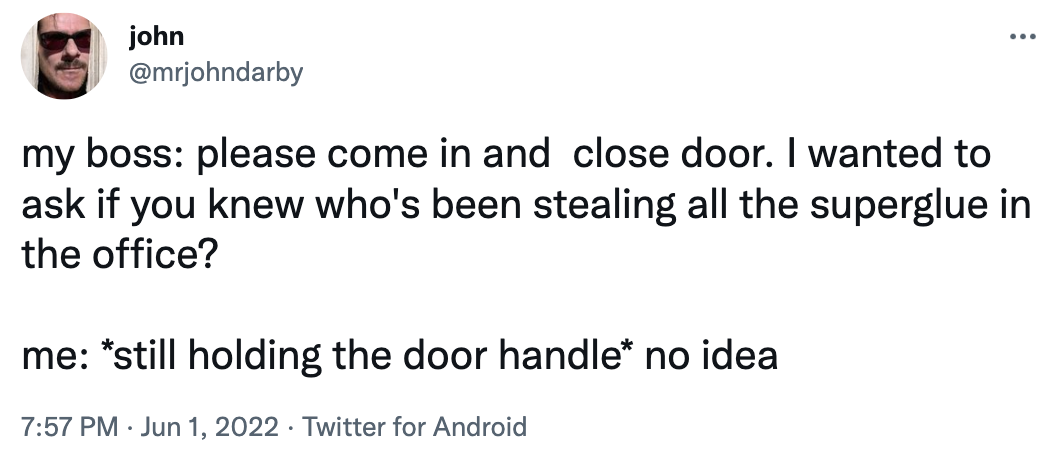 john
@mrjohndarby
my boss: please come in and  close door. I wanted to
ask if you knew who's been stealing all the superglue in
the office?
me: *still holding the door handle* no idea
7:57 PM · Jun 1, 2022 · Twitter for Android